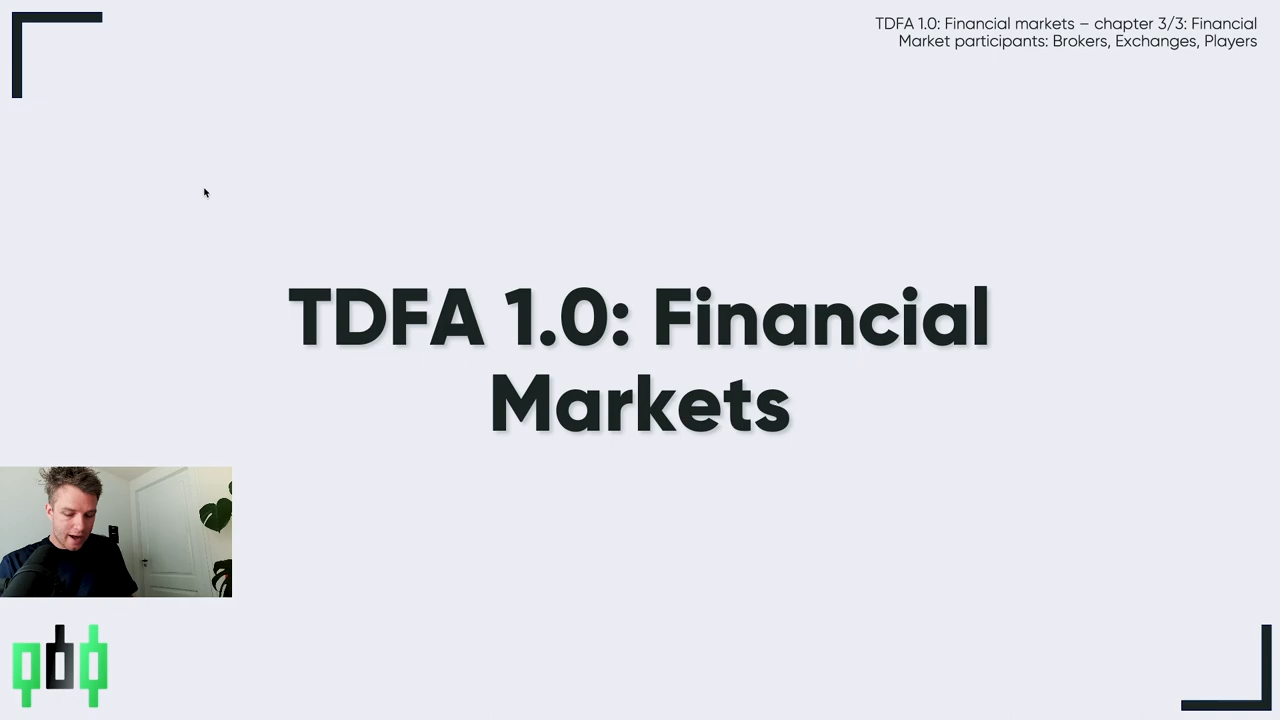 TDFA 1.0: Financial markets – chapter 3/3: Financial
Market participants: Brokers, Exchanges, Players
TDFA 1.0: Financial
Markets